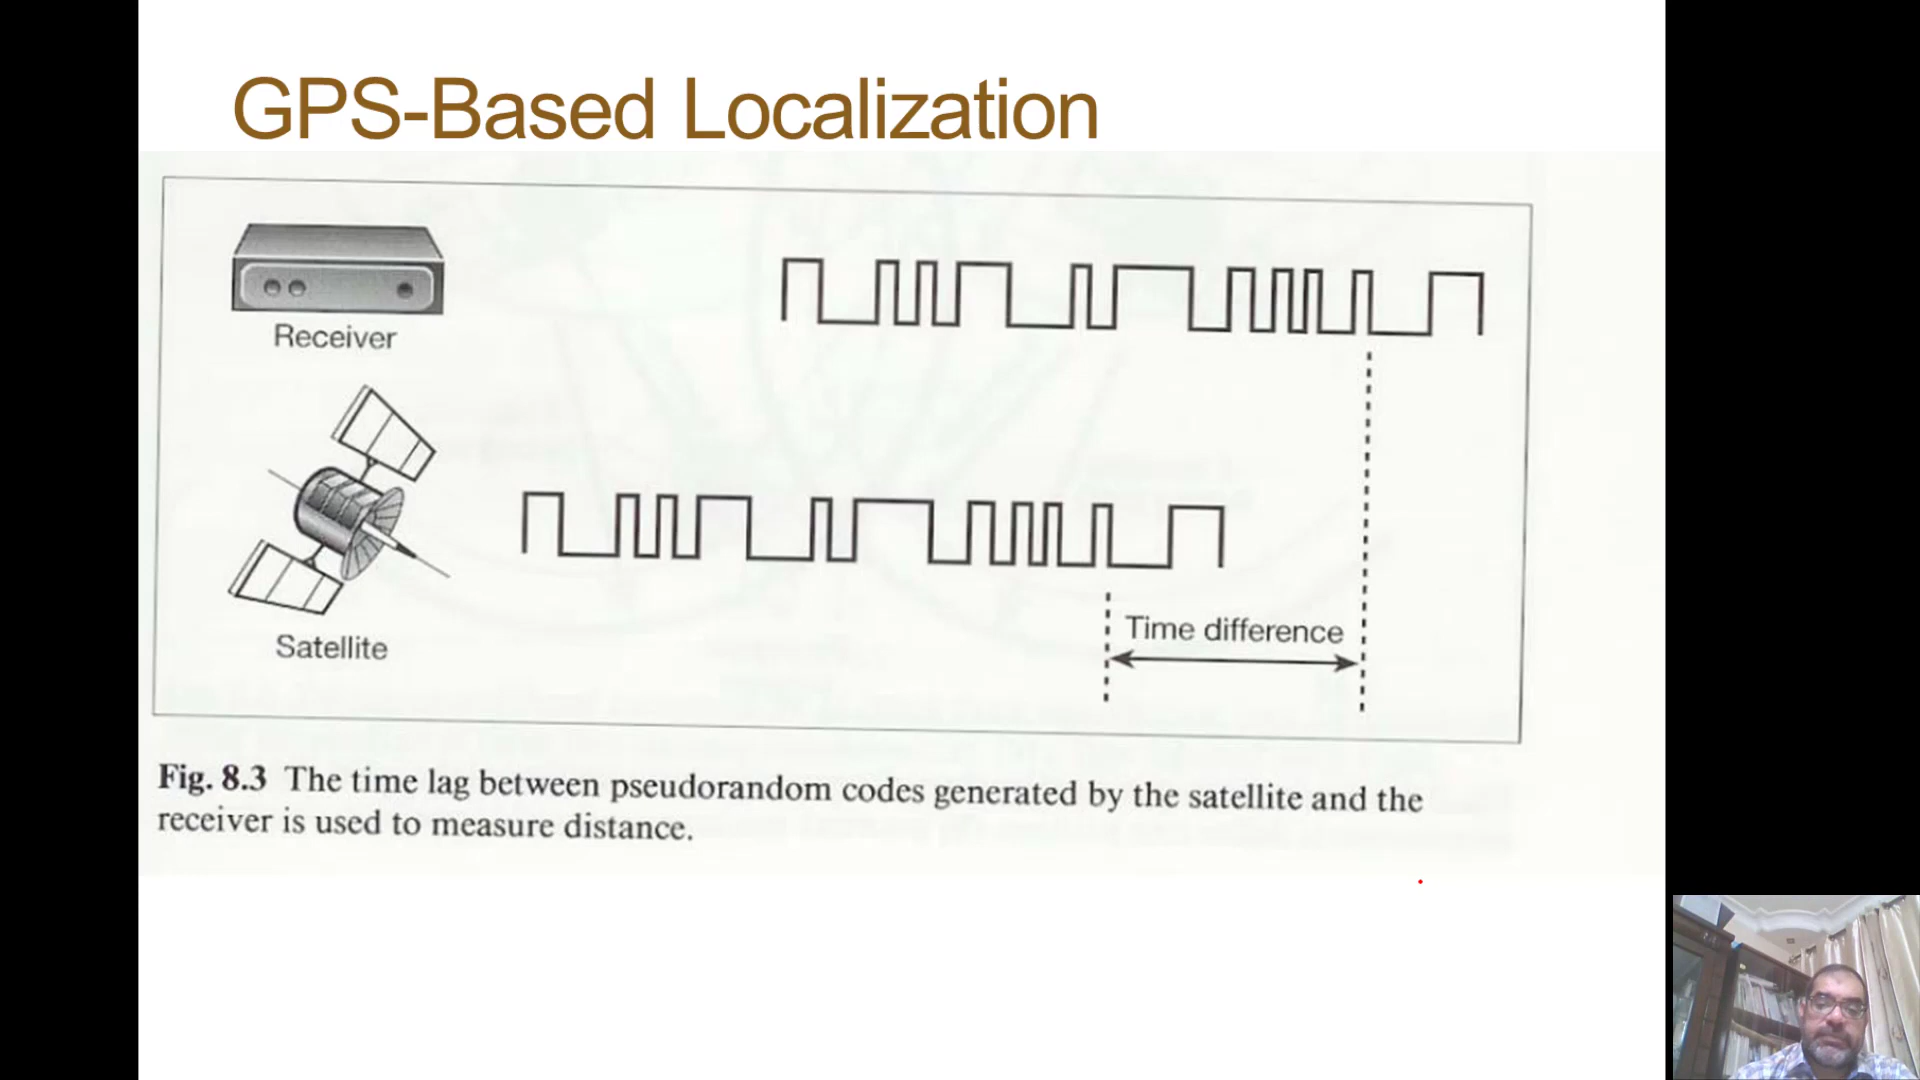 GPS-Based Localization
Receiver
Satellite
Time difference
Fig. 8.3 The time lag between pseudorandom codes generated by the satellite and the
receiver is used to measure distance.